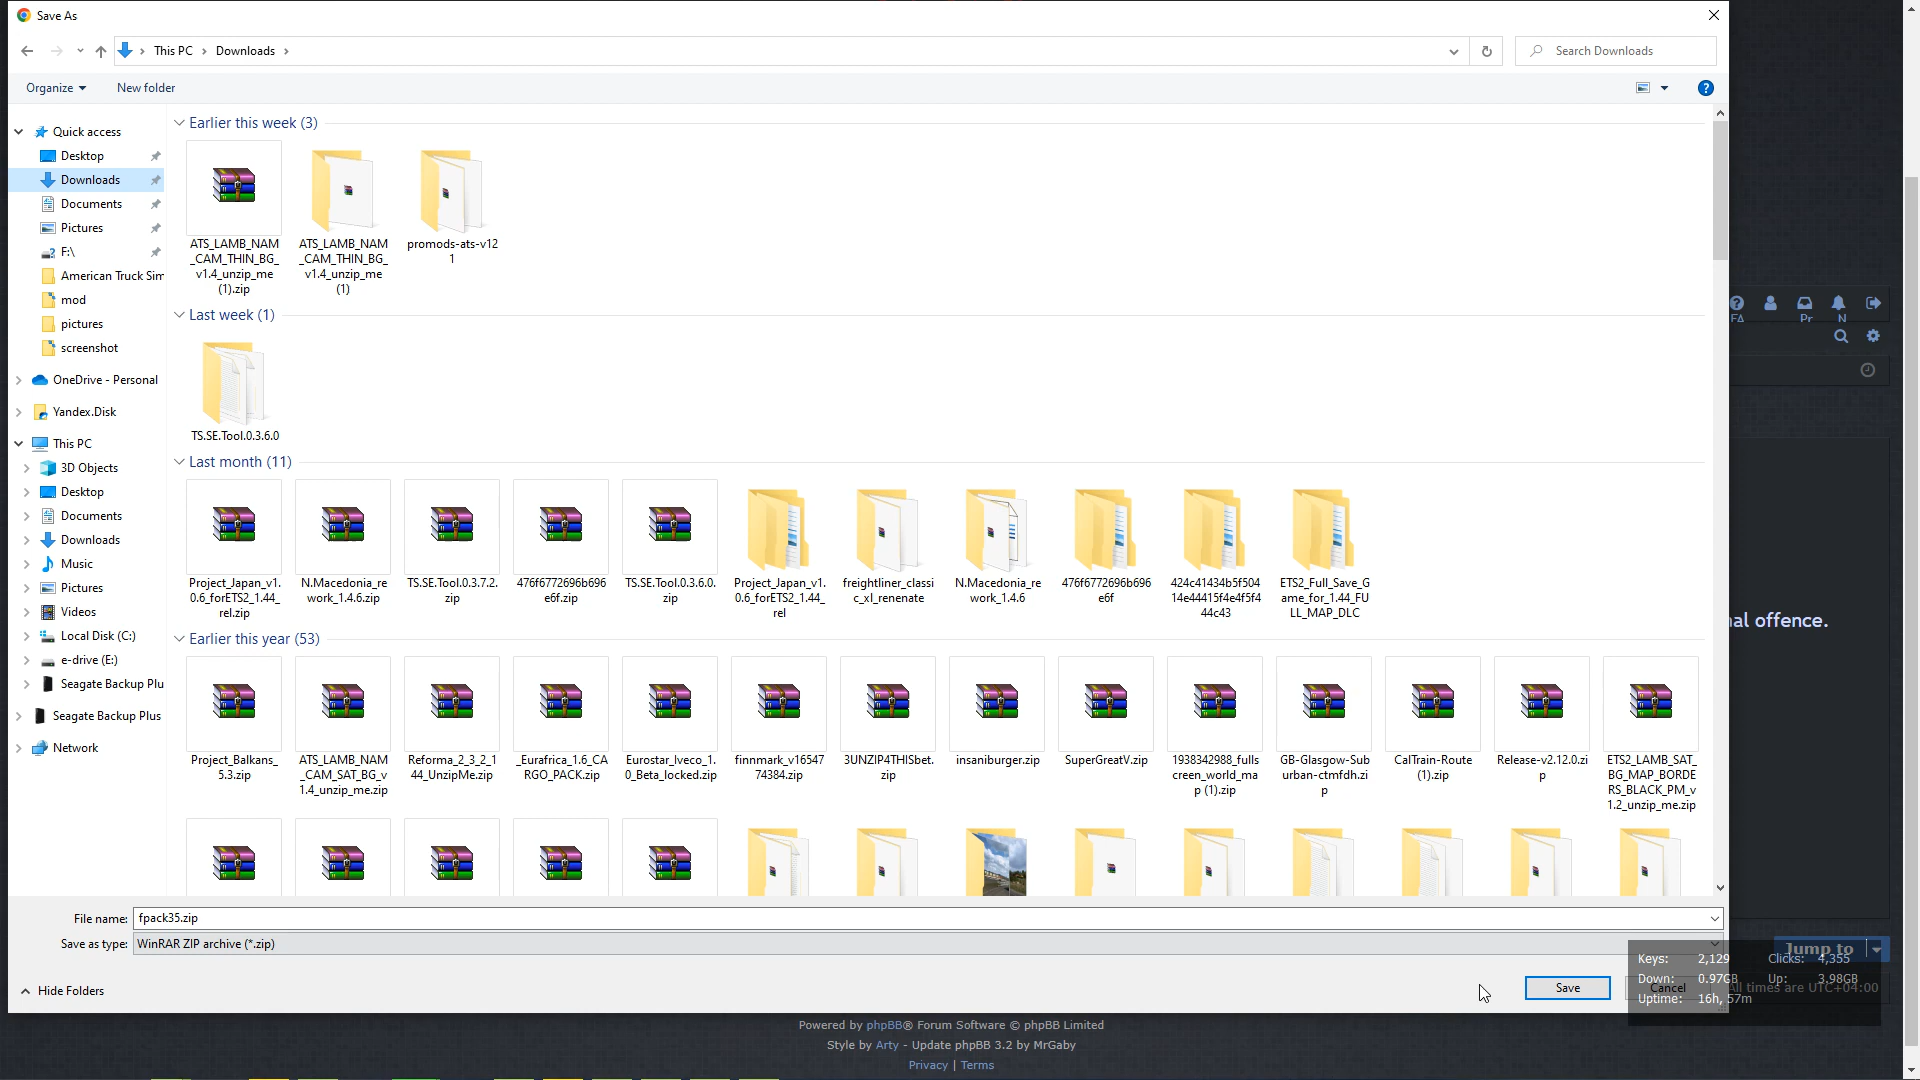 Save As
This PC > Downloads >
Search Downloads
Organize
New folder
Quick access
Desktop
Downloads
Documents
Pictures
F:\
American Truck Sim
mod
pictures
screenshot
OneDrive - Personal
Yandex.Disk
This PC
3D Objects
Desktop
Documents
Downloads
Music
Pictures
Videos
Local Disk (C:)
e-drive (E:)
Seagate Backup Plu
Seagate Backup Plus
Network
Earlier this week (3)
ATS_LAMB_NAM
_CAM_THIN_BG_
v1.4_unzip_me
(1).zip
ATS_LAMB_NAM
_CAM_THIN_BG_
v1.4_unzip_me
(1)
promods-ats-v12
1
Last week (1)
TS.SE.Tool.0.3.6.0
Last month (11)
Project_Japan_v1.
0.6_forETS2_1.44_
rel.zip
N.Macedonia_re
work_1.4.6.zip
TS.SE.Tool.0.3.7.2.
zip
476f6772696b696
e6f.zip
TS.SE.Tool.0.3.6.0.
zip
Project_Japan_v1.
0.6_forETS2_1.44_
rel
freightliner_classi
c_xl_renenate
N.Macedonia_re
work_1.4.6
476f6772696b696
e6f
424c41434b5f504
14e44415f4e4f5f4
44c43
ETS2_Full_Save_G
ame_for_1.44_FU
LL_MAP_DLC
Earlier this year (53)
Project_Balkans_
5.3.zip
ATS_LAMB_NAM
_CAM_SAT_BG_v
1.4_unzip_me.zip
Reforma_2_3_2_1
44_UnzipMe.zip
_Eurafrica_1.6_CA
RGO_PACK.zip
Eurostar_Iveco_1.
0_Beta_locked.zip
finnmark_v16547
74384.zip
3UNZIP4THISbet.
zip
insaniburger.zip
SuperGreatV.zip
1938342988_fulls
creen_world_ma
p (1).zip
GB-Glasgow-Sub
urban-ctmfdh.zi
p
CalTrain-Route
(1).zip
Release-v2.12.0.zi
p
ETS2_LAMB_SAT_
BG_MAP_BORDE
RS_BLACK_PM_v
1.2_unzip_me.zip
File name: fpack35.zip
Save as type: WinRAR ZIP archive (*.zip)
Hide Folders
Save
Cancel
nal offence.
Jump to
Keys: 2,129 Clicks: 4,355
Down: 0.97GB Up: 3.98GB
Uptime: 16h, 57m
All times are UTC+04:00
Powered by phpBB® Forum Software © phpBB Limited
Style by Arty - Update phpBB 3.2 by MrGaby
Privacy | Terms